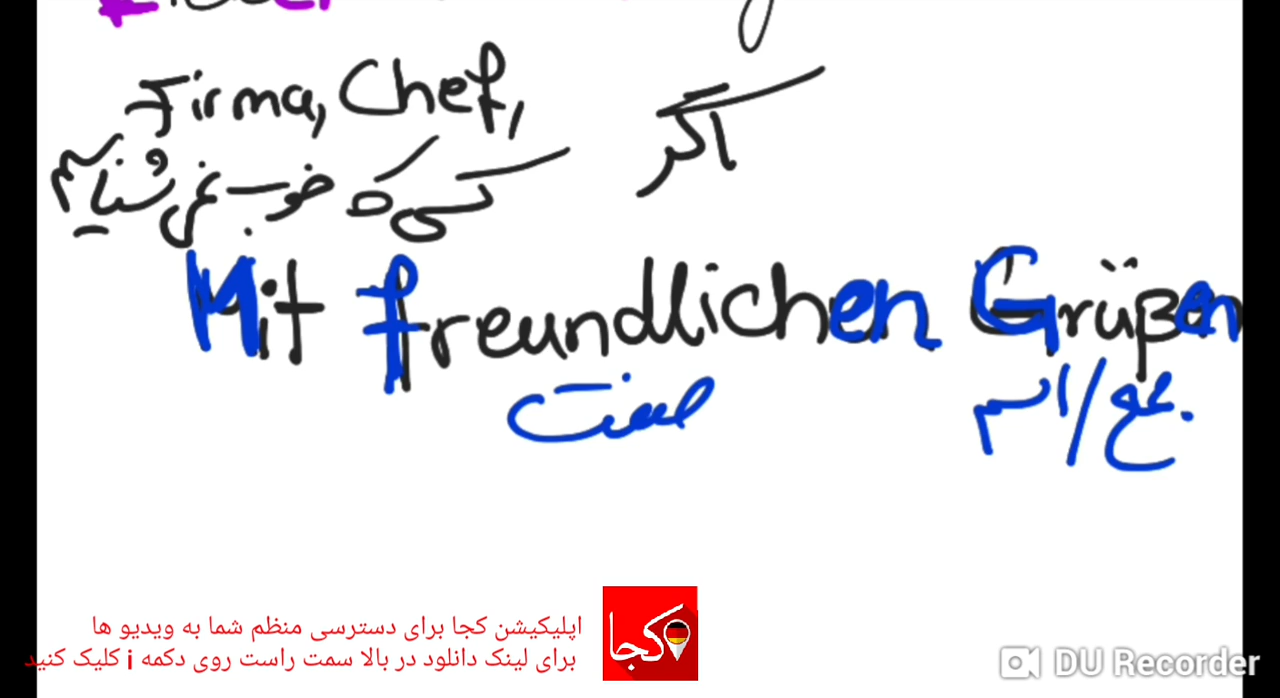 Firma, Chef,
اگر
کسی که خوب نمی شناسیم
Mit freundlichen Grüßen
صفت
جمع / اسم
اپلیکیشن کجا برای دسترسی منظم شما به ویدیو ها
برای لینک دانلود در بالا سمت راست روی دکمه i کلیک کنید
کجا
DU Recorder